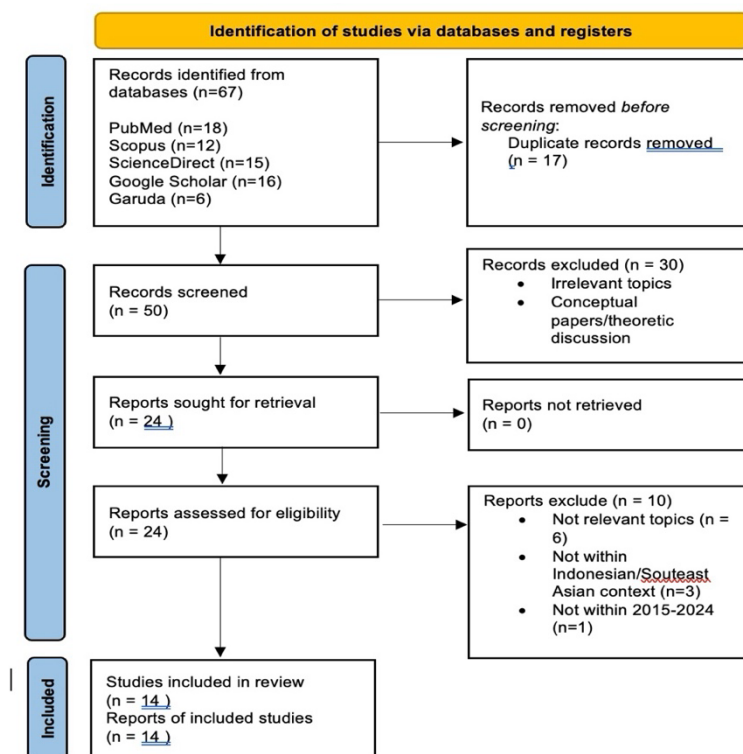 Identification of studies via databases and registers
Identification
Records identified from
databases (n=67)
PubMed (n=18)
Scopus (n=12)
ScienceDirect (n=15)
Google Scholar (n=16)
Garuda (n=6)
Records removed before
screening:
Duplicate records removed
(n = 17)
Screening
Records screened
(n = 50)
Records excluded (n = 30)
• Irrelevant topics
• Conceptual
papers/theoretic
discussion
Reports sought for retrieval
(n = 24 )
Reports not retrieved
(n = 0)
Reports assessed for eligibility
(n = 24)
Reports exclude (n = 10)
• Not relevant topics (n =
6)
• Not within
Indonesian/Souteast
Asian context (n=3)
• Not within 2015-2024
(n=1)
Included
Studies included in review
(n = 14 )
Reports of included studies
(n = 14 )